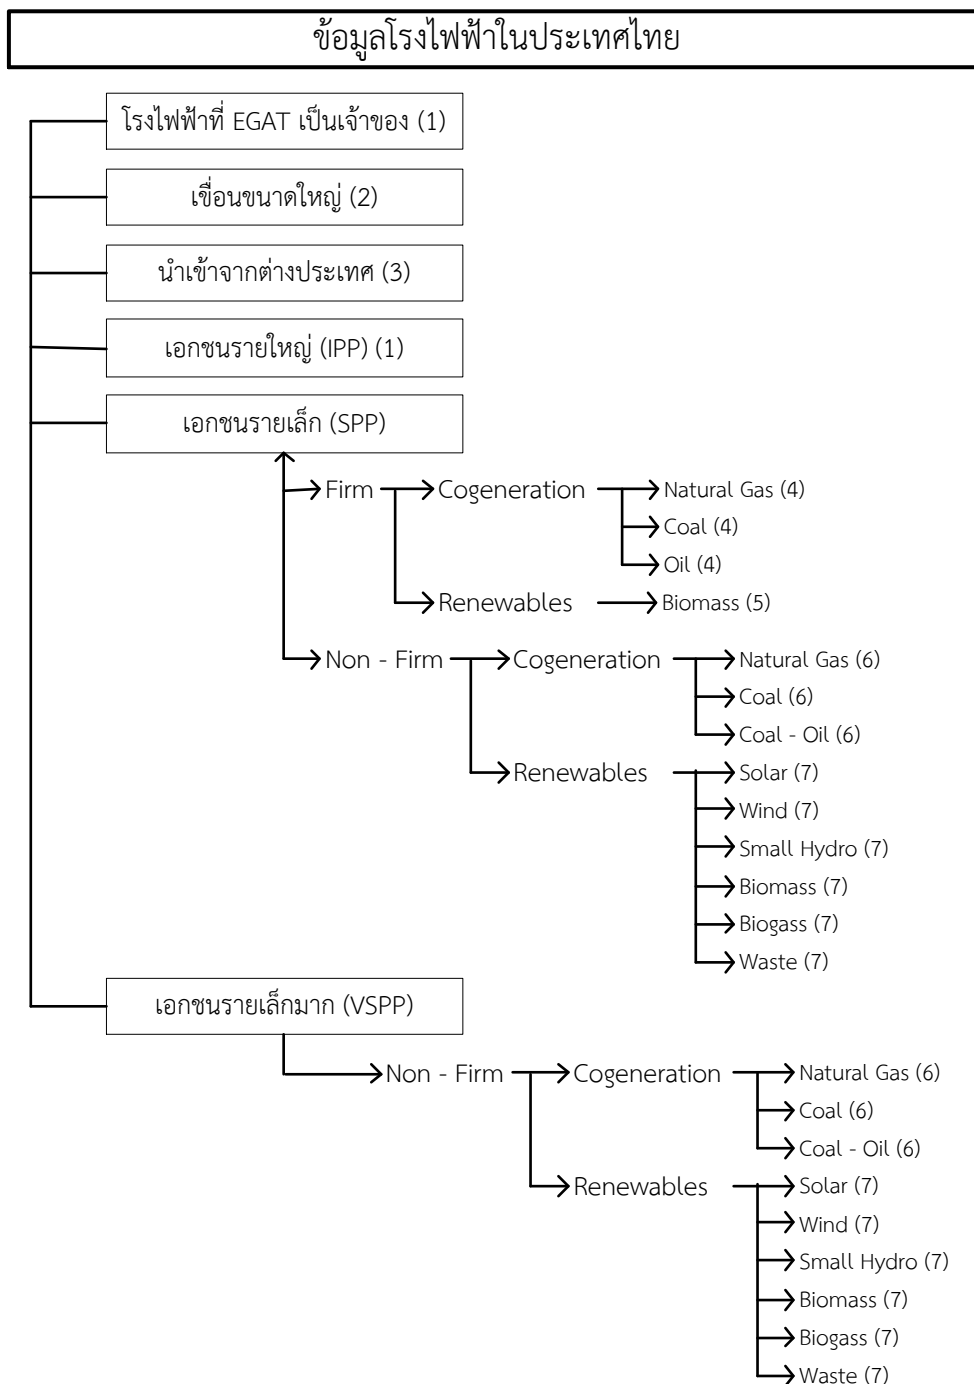 ข้อมูลโรงไฟฟ้าในประเทศไทย
โรงไฟฟ้าที่ EGAT เป็นเจ้าของ (1)
เขื่อนขนาดใหญ่ (2)
นำเข้าจากต่างประเทศ (3)
เอกชนรายใหญ่ (IPP) (1)
เอกชนรายเล็ก (SPP)
Firm Cogeneration Natural Gas (4)
Coal (4)
Oil (4)
Renewables Biomass (5)
Non - Firm Cogeneration Natural Gas (6)
Coal (6)
Coal - Oil (6)
Renewables Solar (7)
Wind (7)
Small Hydro (7)
Biomass (7)
Biogass (7)
Waste (7)
เอกชนรายเล็กมาก (VSPP)
Non - Firm Cogeneration Natural Gas (6)
Coal (6)
Coal - Oil (6)
Renewables Solar (7)
Wind (7)
Small Hydro (7)
Biomass (7)
Biogass (7)
Waste (7)